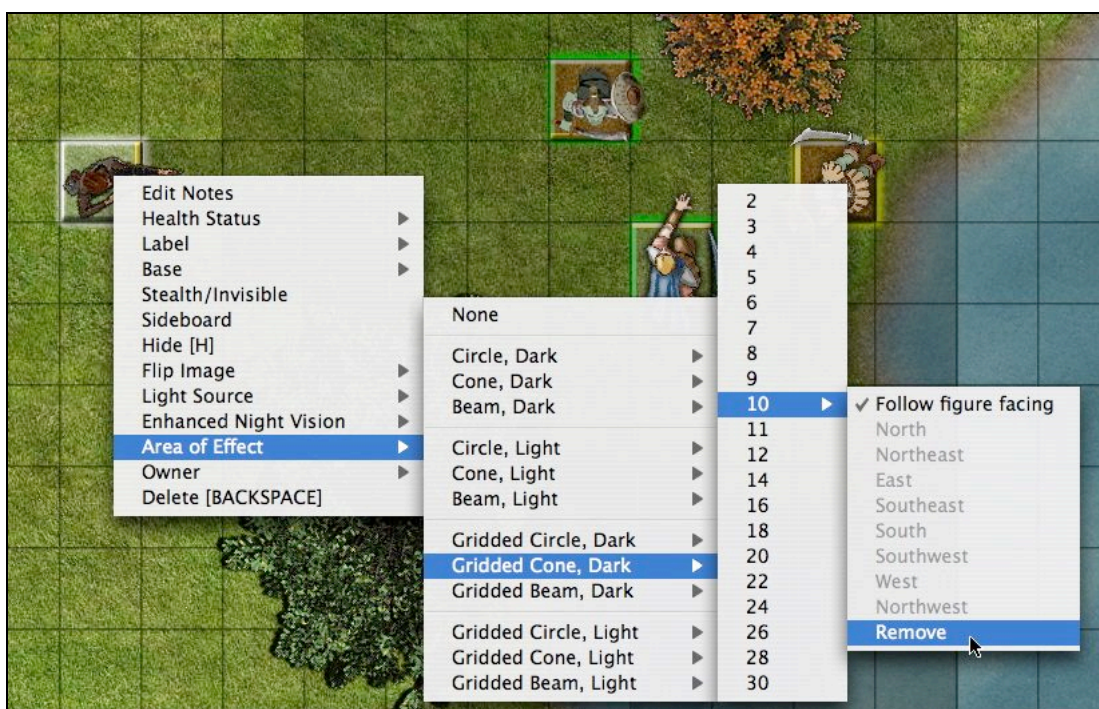 Edit Notes
Health Status
Label
Base
Stealth/Invisible
Sideboard
Hide [H]
Flip Image
Light Source
Enhanced Night Vision
Area of Effect
Owner
Delete [BACKSPACE]
None
Circle, Dark
Cone, Dark
Beam, Dark
Circle, Light
Cone, Light
Beam, Light
Gridded Circle, Dark
Gridded Cone, Dark
Gridded Beam, Dark
Gridded Circle, Light
Gridded Cone, Light
Gridded Beam, Light
2
3
4
5
6
7
8
9
10
11
12
14
16
18
20
22
24
26
28
30
Follow figure facing
North
Northeast
East
Southeast
South
Southwest
West
Northwest
Remove